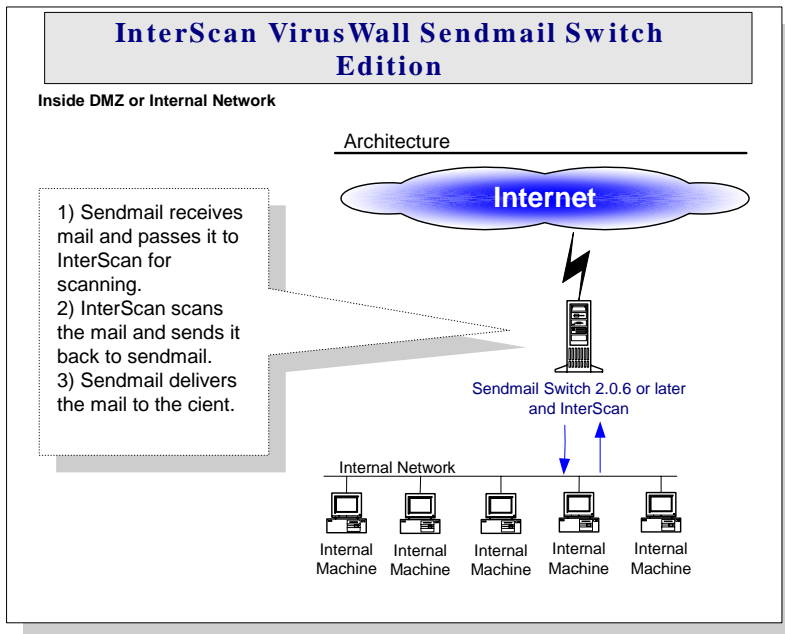 InterScan VirusWall Sendmail Switch
Edition
Inside DMZ or Internal Network
Architecture
Internet
1) Sendmail receives
mail and passes it to
InterScan for
scanning.
2) InterScan scans
the mail and sends it
back to sendmail.
3) Sendmail delivers
the mail to the cient.
Sendmail Switch 2.0.6 or later
and InterScan
Internal Network
Internal
Machine
Internal
Machine
Internal
Machine
Internal
Machine
Internal
Machine